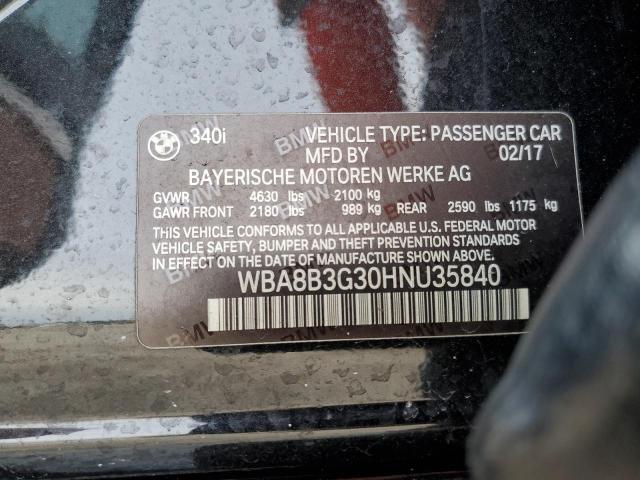 340i VEHICLE TYPE: PASSENGER CAR
MFD BY 02/17
BAYERISCHE MOTOREN WERKE AG
GVWR 4630 lbs 2100 kg
GAWR FRONT 2180 lbs 989 kg REAR 2590 lbs 1175 kg
THIS VEHICLE CONFORMS TO ALL APPLICABLE U.S. FEDERAL MOTOR
VEHICLE SAFETY, BUMPER AND THEFT PREVENTION STANDARDS
IN EFFECT ON THE DATE OF MANUFACTURE SHOWN ABOVE.
WBA8B3G30HNU35840